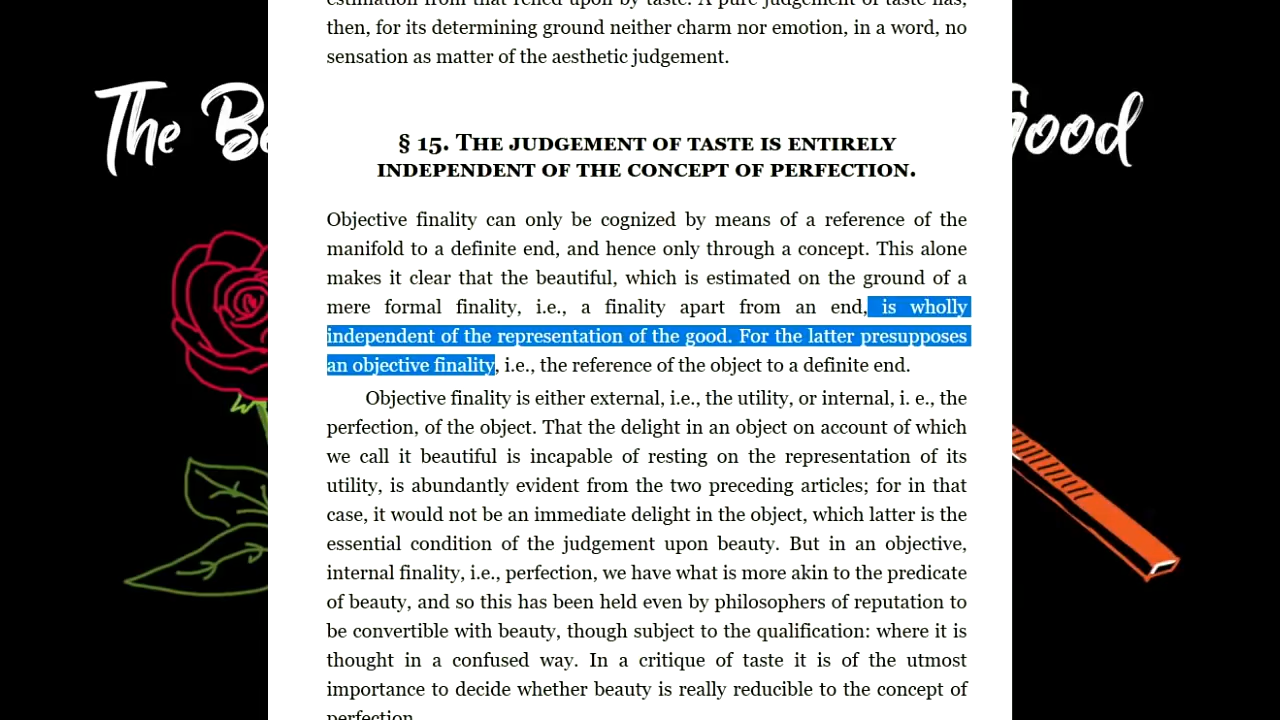 estimation from that relied upon by taste. A pure judgement of taste has,
then, for its determining ground neither charm nor emotion, in a word, no
sensation as matter of the aesthetic judgement.
The Be
Good
§ 15. The judgement of taste is entirely
independent of the concept of perfection.
Objective finality can only be cognized by means of a reference of the
manifold to a definite end, and hence only through a concept. This alone
makes it clear that the beautiful, which is estimated on the ground of a
mere formal finality, i.e., a finality apart from an end, is wholly
independent of the representation of the good. For the latter presupposes
an objective finality, i.e., the reference of the object to a definite end.
Objective finality is either external, i.e., the utility, or internal, i. e., the
perfection, of the object. That the delight in an object on account of which
we call it beautiful is incapable of resting on the representation of its
utility, is abundantly evident from the two preceding articles; for in that
case, it would not be an immediate delight in the object, which latter is the
essential condition of the judgement upon beauty. But in an objective,
internal finality, i.e., perfection, we have what is more akin to the predicate
of beauty, and so this has been held even by philosophers of reputation to
be convertible with beauty, though subject to the qualification: where it is
thought in a confused way. In a critique of taste it is of the utmost
importance to decide whether beauty is really reducible to the concept of
perfection.